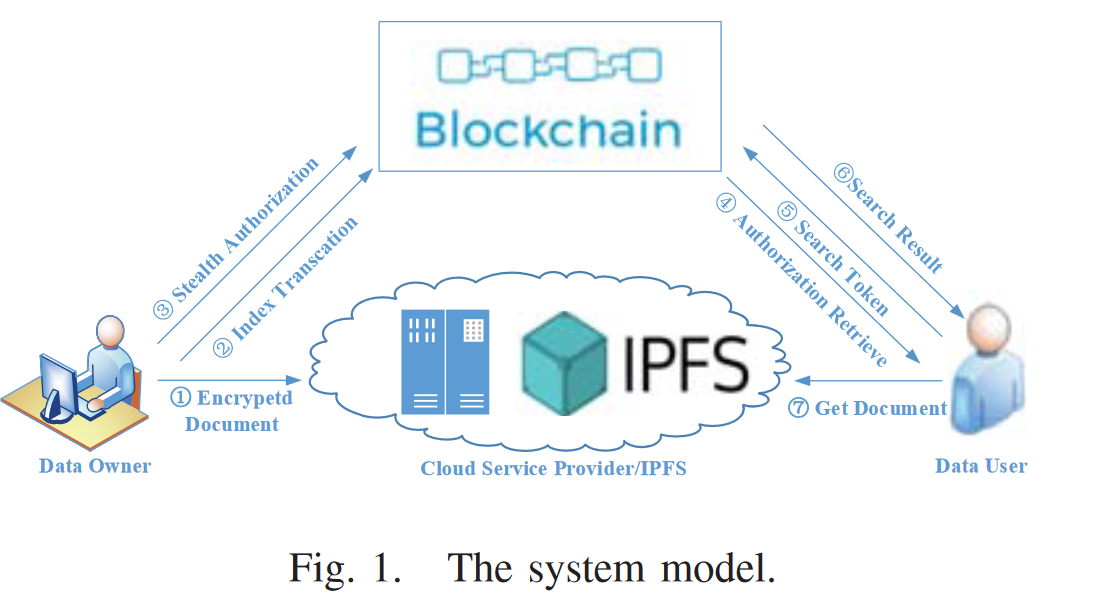 Blockchain
③ Stealth Authorization
② Index Transcation
④ Authorization Retrieve
⑤ Search Token
⑥Search Result
IPFS
① Encrypetd
Document
⑦ Get Document
Data Owner
Cloud Service Provider/IPFS
Data User
Fig. 1. The system model.